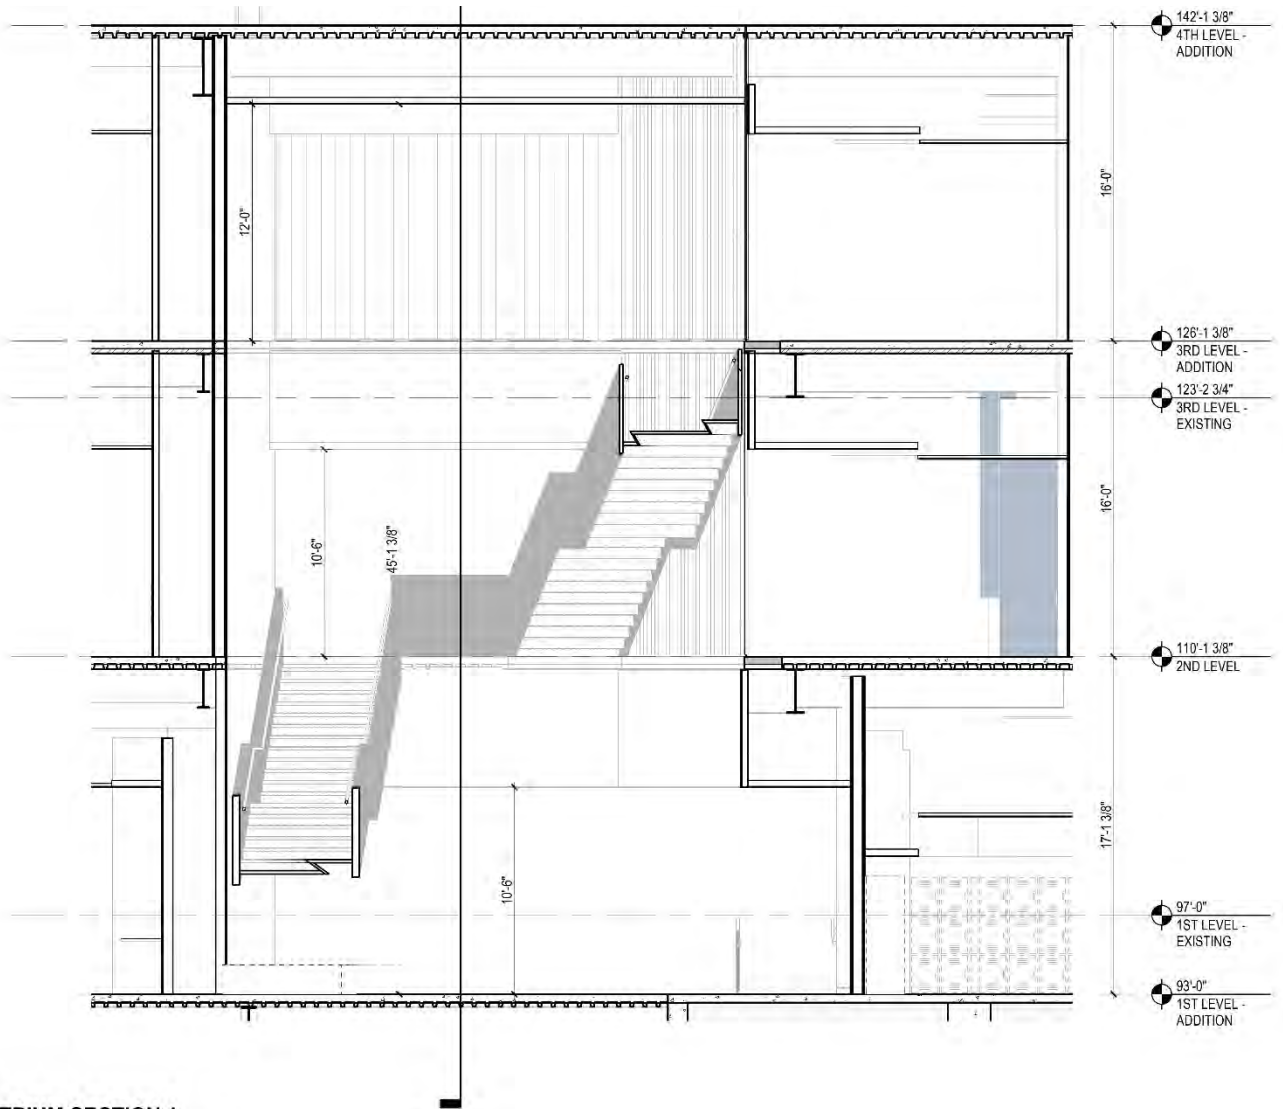 142'-1 3/8"
4TH LEVEL -
ADDITION
12'-0"
16'-0"
126'-1 3/8"
3RD LEVEL -
ADDITION
123'-2 3/4"
3RD LEVEL -
EXISTING
10'-6"
45'-1 3/8"
16'-0"
110'-1 3/8"
2ND LEVEL
10'-6"
17'-1 3/8"
97'-0"
1ST LEVEL -
EXISTING
93'-0"
1ST LEVEL -
ADDITION